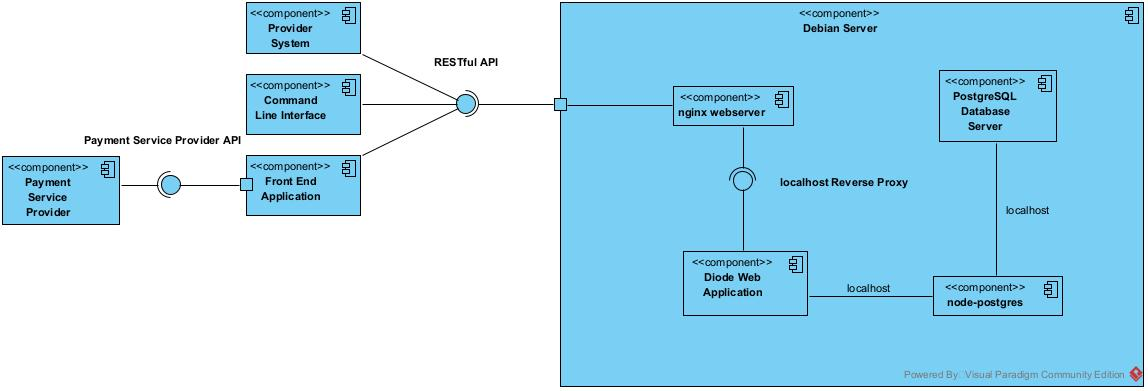 <<component>>
Provider
System
<<component>>
Command
Line Interface
RESTful API
Payment Service Provider API
<<component>>
Payment
Service
Provider
<<component>>
Front End
Application
<<component>>
Debian Server
<<component>>
nginx webserver
<<component>>
PostgreSQL
Database
Server
localhost Reverse Proxy
localhost
<<component>>
Diode Web
Application
localhost
<<component>>
node-postgres
Powered By Visual Paradigm Community Edition